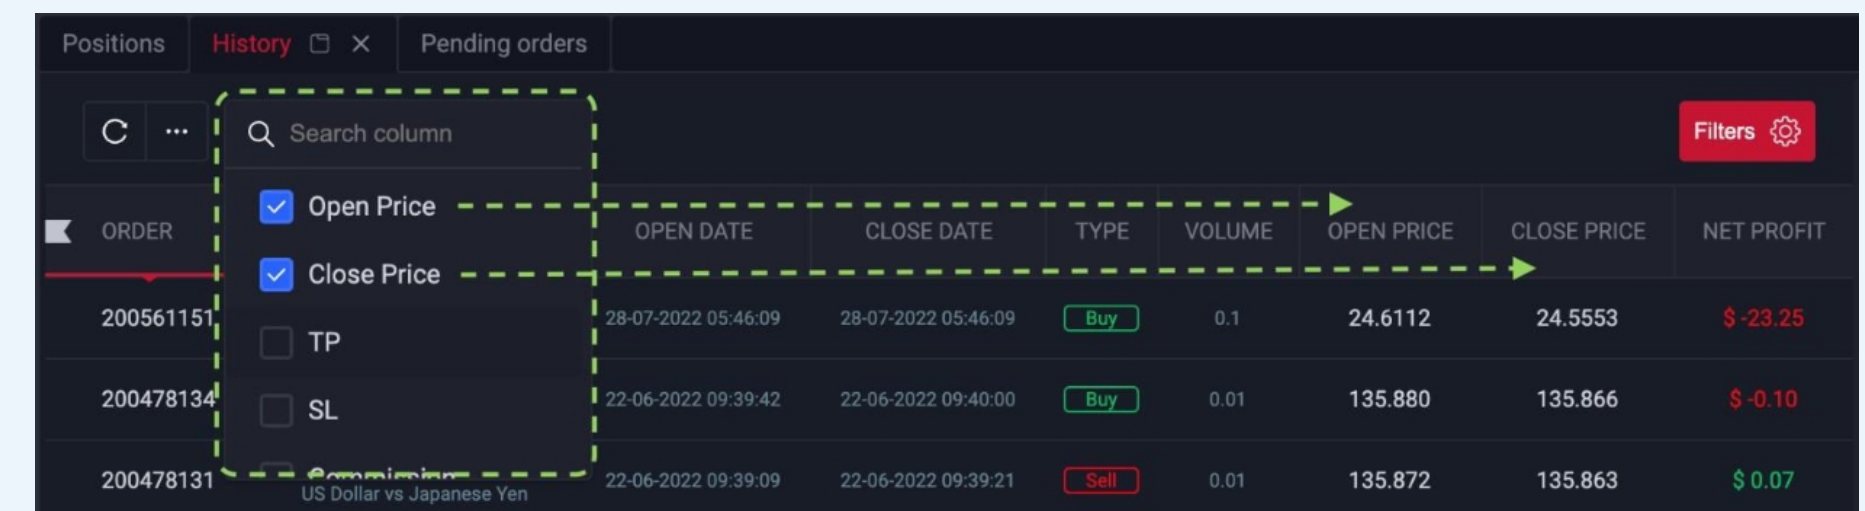 Positions History Pending orders
Search column
Filters
Open Price
ORDER OPEN DATE CLOSE DATE TYPE VOLUME OPEN PRICE CLOSE PRICE NET PROFIT
Close Price
200561151 28-07-2022 05:46:09 28-07-2022 05:46:09 Buy 0.1 24.6112 24.5553 $ -23.25
TP
200478134 22-06-2022 09:39:42 22-06-2022 09:40:00 Buy 0.01 135.880 135.866 $ -0.10
SL
Commission
200478131 22-06-2022 09:39:09 22-06-2022 09:39:21 Sell 0.01 135.872 135.863 $ 0.07
US Dollar vs Japanese Yen